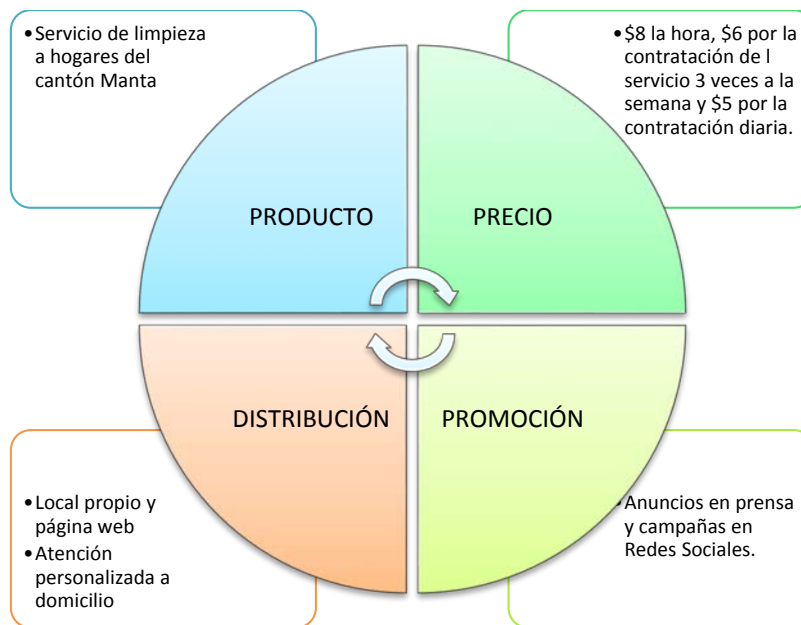 •Servicio de limpieza
a hogares del
cantón Manta
•$8 la hora, $6 por la
contratación de l
servicio 3 veces a la
semana y $5 por la
contratación diaria.
PRODUCTO
PRECIO
DISTRIBUCIÓN
PROMOCIÓN
•Local propio y
página web
•Atención
personalizada a
domicilio
•Anuncios en prensa
y campañas en
Redes Sociales.